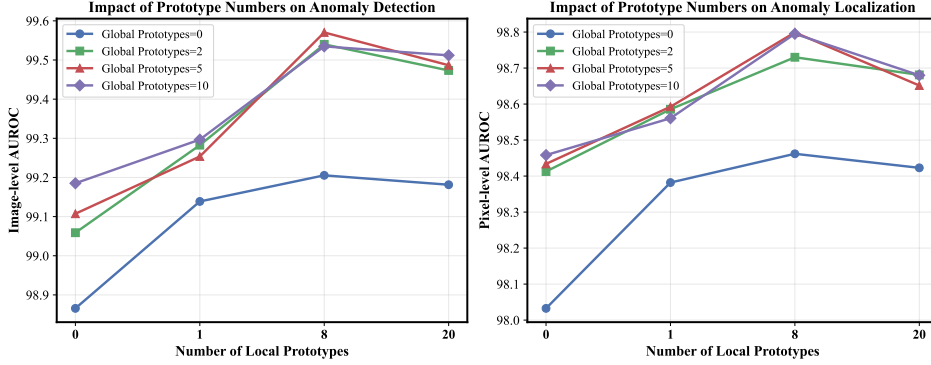 Impact of Prototype Numbers on Anomaly Detection
Image-level AUROC
99.6
99.5
99.4
99.3
99.2
99.1
99.0
98.9
Global Prototypes=0
Global Prototypes=2
Global Prototypes=5
Global Prototypes=10
0 1 8 20
Number of Local Prototypes
Impact of Prototype Numbers on Anomaly Localization
Pixel-level AUROC
98.8
98.7
98.6
98.5
98.4
98.3
98.2
98.1
98.0
Global Prototypes=0
Global Prototypes=2
Global Prototypes=5
Global Prototypes=10
0 1 8 20
Number of Local Prototypes